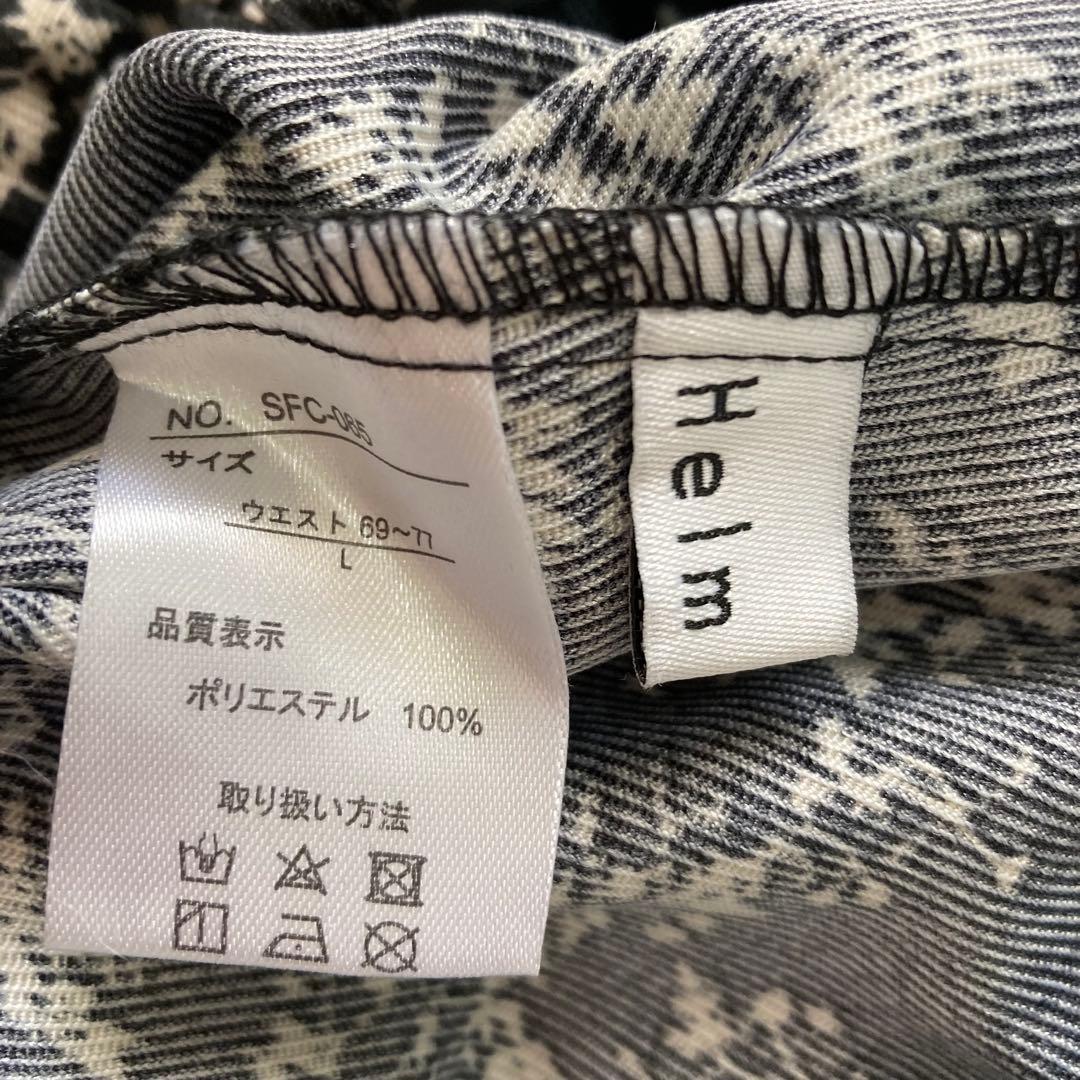 NO. SFC-085
サイズ
ウエスト 69~77
L
品質表示
ポリエステル 100%
取り扱い方法
Helm